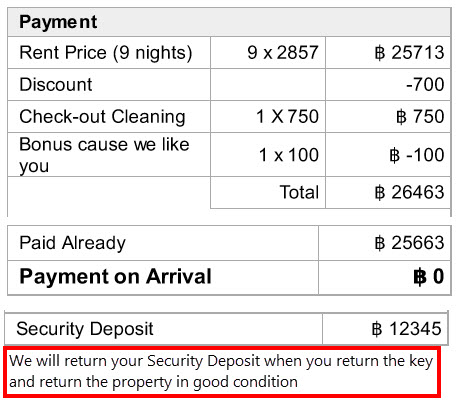 Payment
Rent Price (9 nights) 9 x 2857 ฿ 25713
Discount -700
Check-out Cleaning 1 X 750 ฿ 750
Bonus cause we like
you 1 x 100 ฿ -100
Total ฿ 26463
Paid Already ฿ 25663
Payment on Arrival ฿ 0
Security Deposit ฿ 12345
We will return your Security Deposit when you return the key
and return the property in good condition